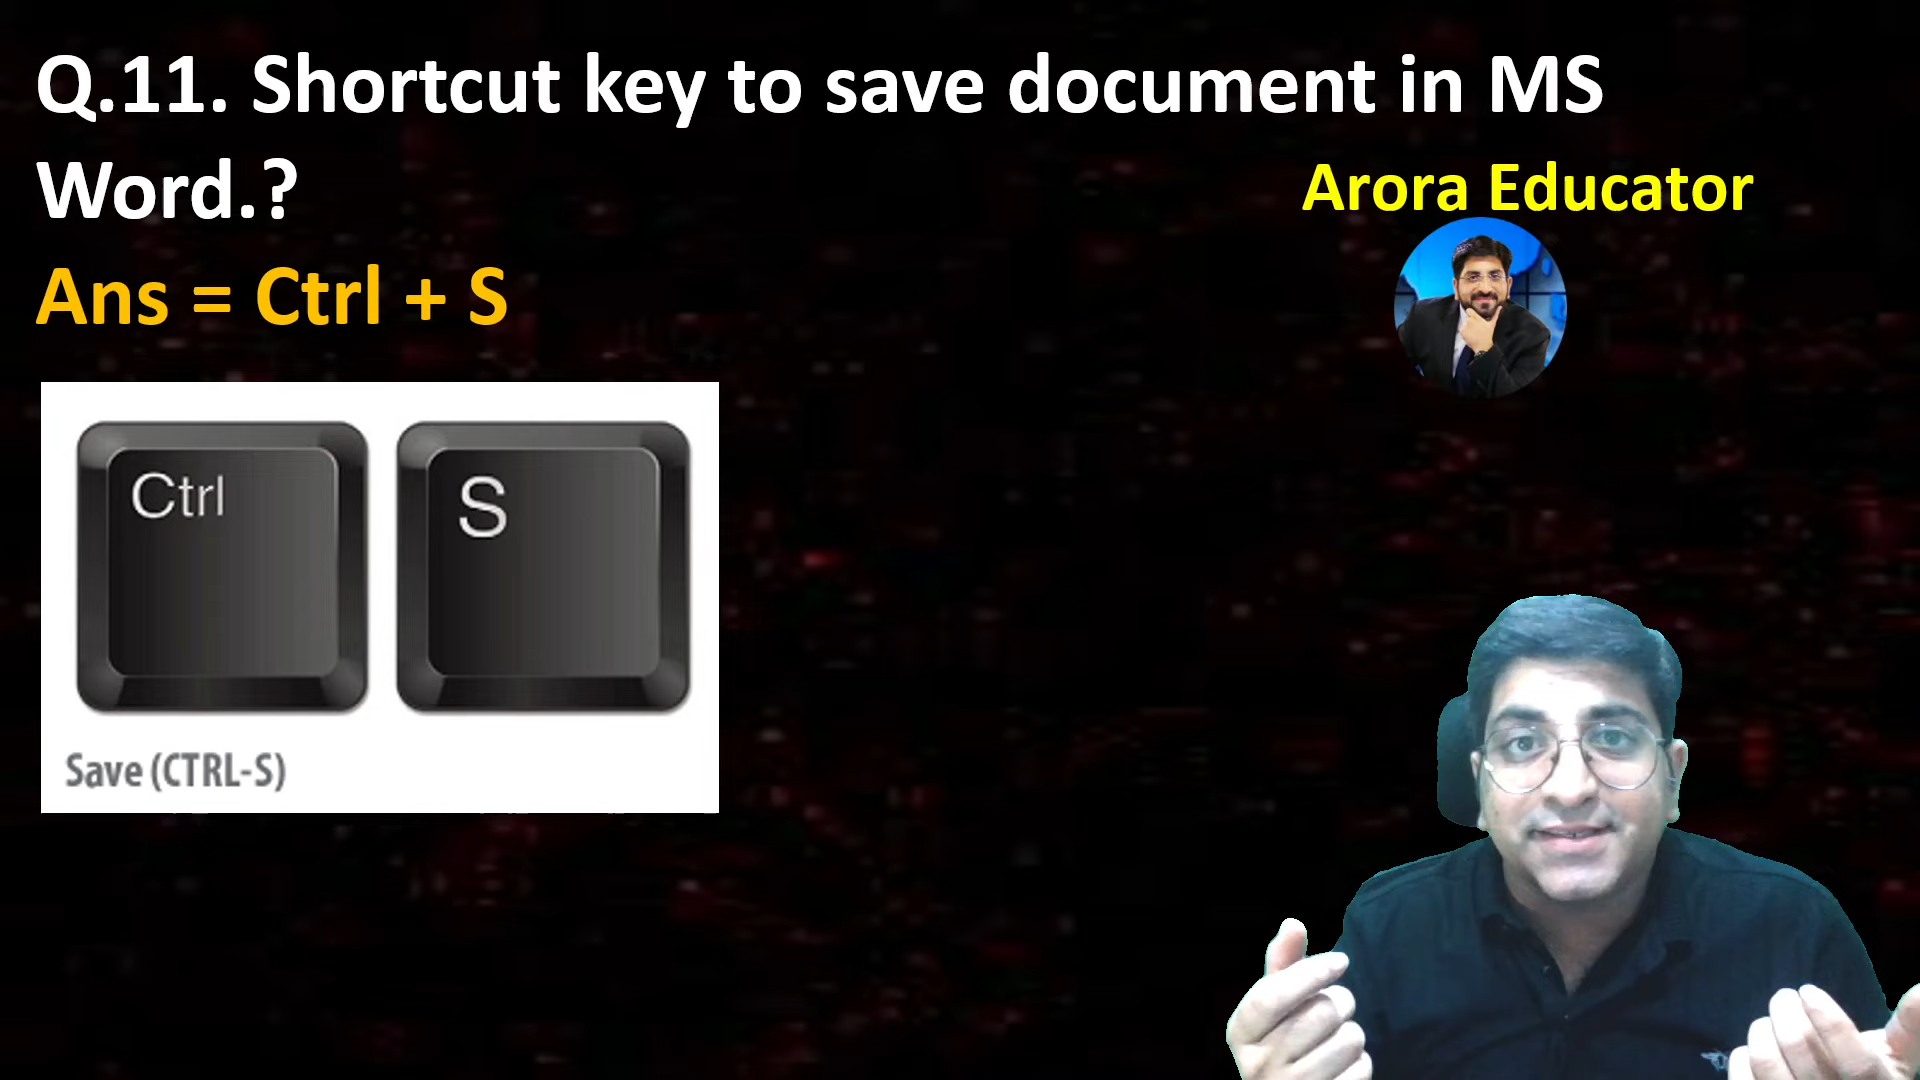 Q.11. Shortcut key to save document in MS
Word.?
Arora Educator
Ans = Ctrl + S
Ctrl
S
Save (CTRL-S)